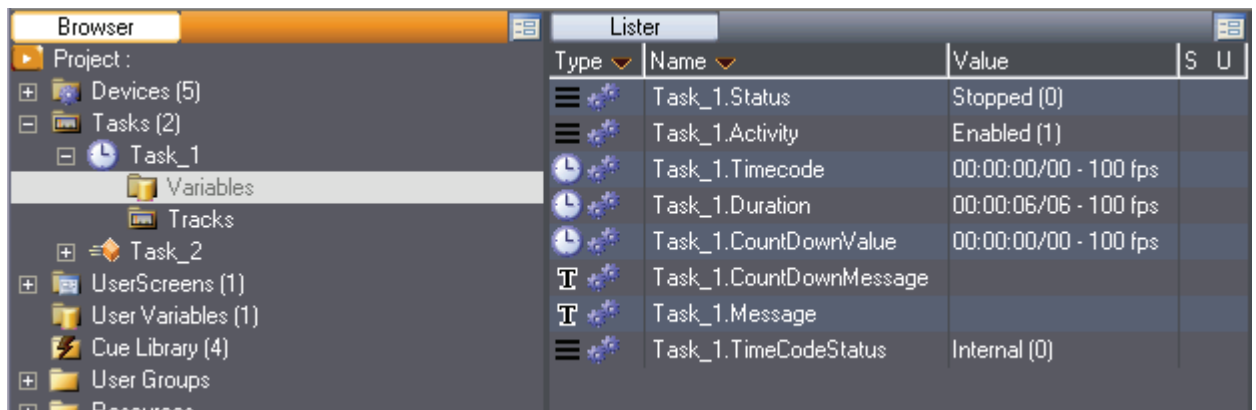 Browser
Project :
Devices (5)
Tasks (2)
Task_1
Variables
Tracks
Task_2
UserScreens (1)
User Variables (1)
Cue Library (4)
User Groups
Resources
Lister
Type Name Value S U
Task_1.Status Stopped (0)
Task_1.Activity Enabled (1)
Task_1.Timecode 00:00:00/00 - 100 fps
Task_1.Duration 00:00:06/06 - 100 fps
Task_1.CountDownValue 00:00:00/00 - 100 fps
T Task_1.CountDownMessage
T Task_1.Message
Task_1.TimeCodeStatus Internal (0)